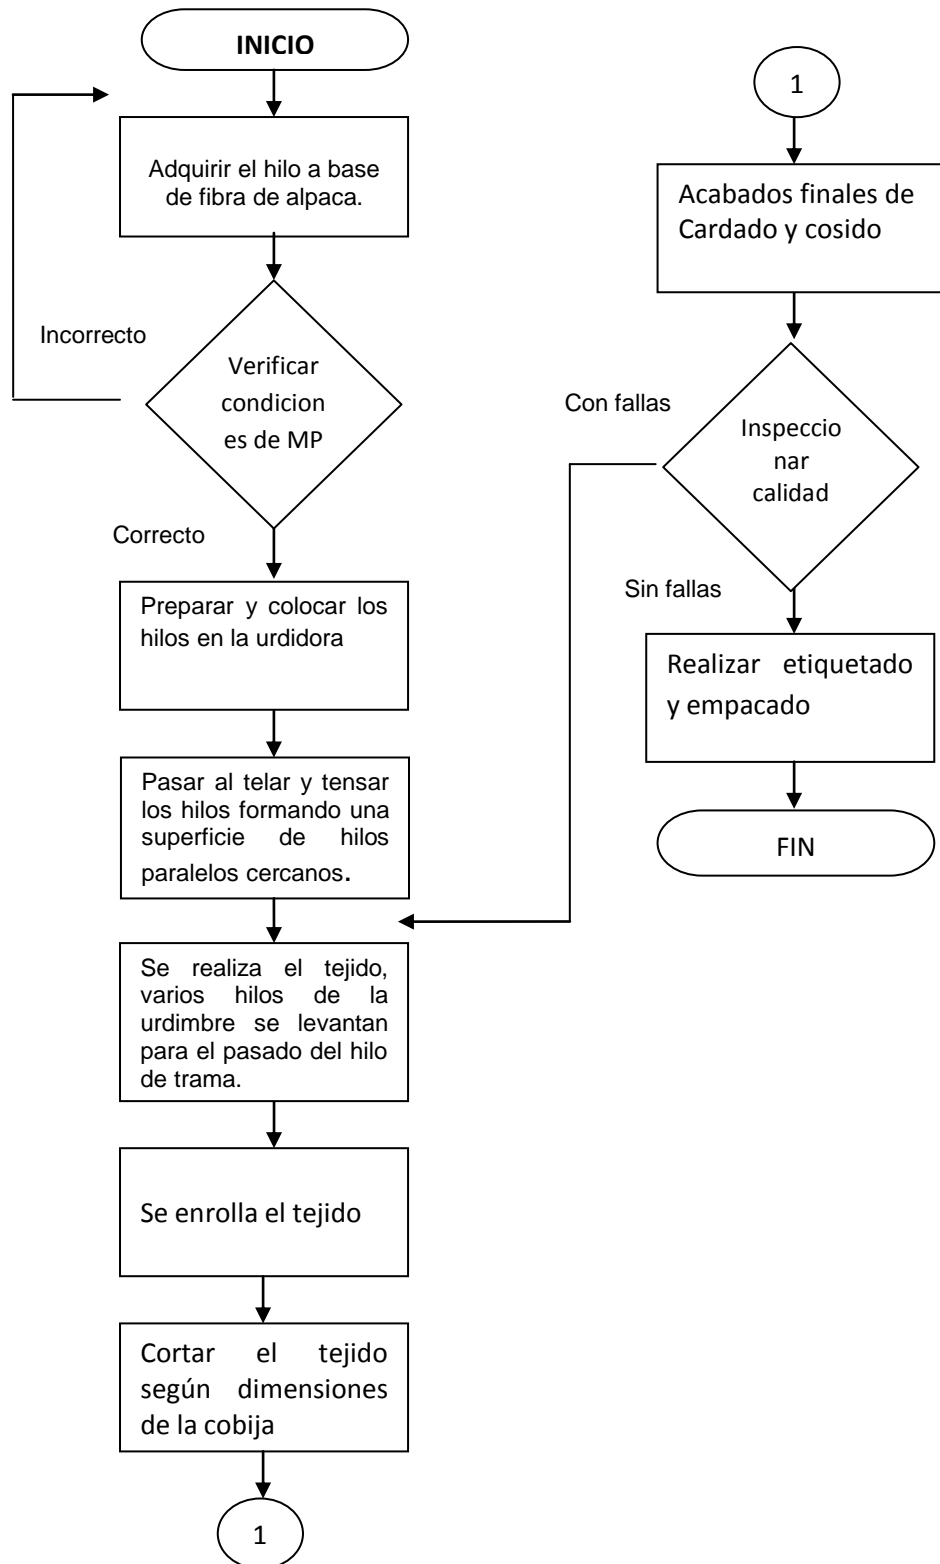 INICIO
Adquirir el hilo a base
de fibra de alpaca.
Incorrecto
Verificar
condicion
es de MP
Correcto
Preparar y colocar los
hilos en la urdidora
Pasar al telar y tensar
los hilos formando una
superficie de hilos
paralelos cercanos.
Se realiza el tejido,
varios hilos de la
urdimbre se levantan
para el pasado del hilo
de trama.
Se enrolla el tejido
Cortar el tejido
según dimensiones
de la cobija
1
1
Acabados finales de
Cardado y cosido
Con fallas
Inspeccio
nar
calidad
Sin fallas
Realizar etiquetado
y empacado
FIN